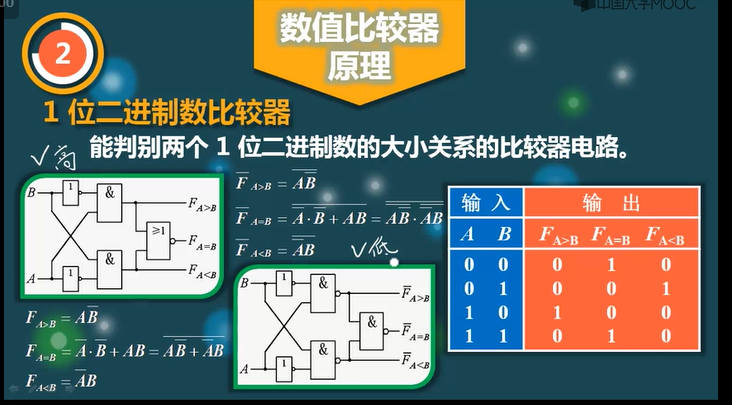 00
中国大学MOOC
2
数值比较器
原理
1 位二进制数比较器
能判别两个 1 位二进制数的大小关系的比较器电路。
√高
B 1 & F_{A>B}
≥1 F_{A=B}
A 1 & F_{A<B}
F_{A>B} = A\overline{B}
F_{A=B} = \overline{A}·\overline{B} + AB = \overline{A\overline{B} + \overline{A}B}
F_{A<B} = \overline{A}B
\overline{F}_{A>B} = \overline{A\overline{B}}
\overline{F}_{A=B} = \overline{\overline{A}·\overline{B} + AB} = \overline{\overline{A\overline{B}}·\overline{\overline{A}B}}
\overline{F}_{A<B} = \overline{\overline{A}B}
√低
B 1 & \overline{F}_{A>B}
& \overline{F}_{A=B}
A 1 & \overline{F}_{A<B}
输 入 输 出
A B F_{A>B} F_{A=B} F_{A<B}
0 0 0 1 0
0 1 0 0 1
1 0 1 0 0
1 1 0 1 0